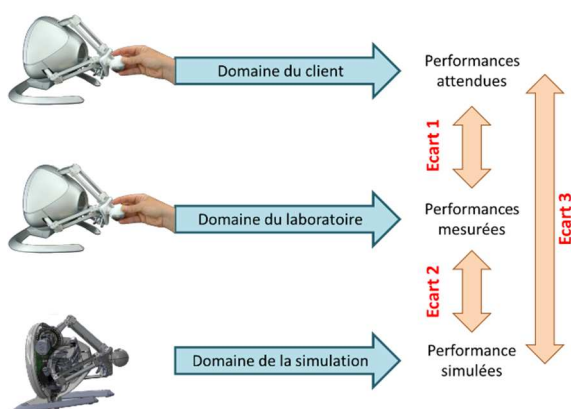 Domaine du client
Performances
attendues
Ecart 1
Ecart 3
Domaine du laboratoire
Performances
mesurées
Ecart 2
Domaine de la simulation
Performance
simulées